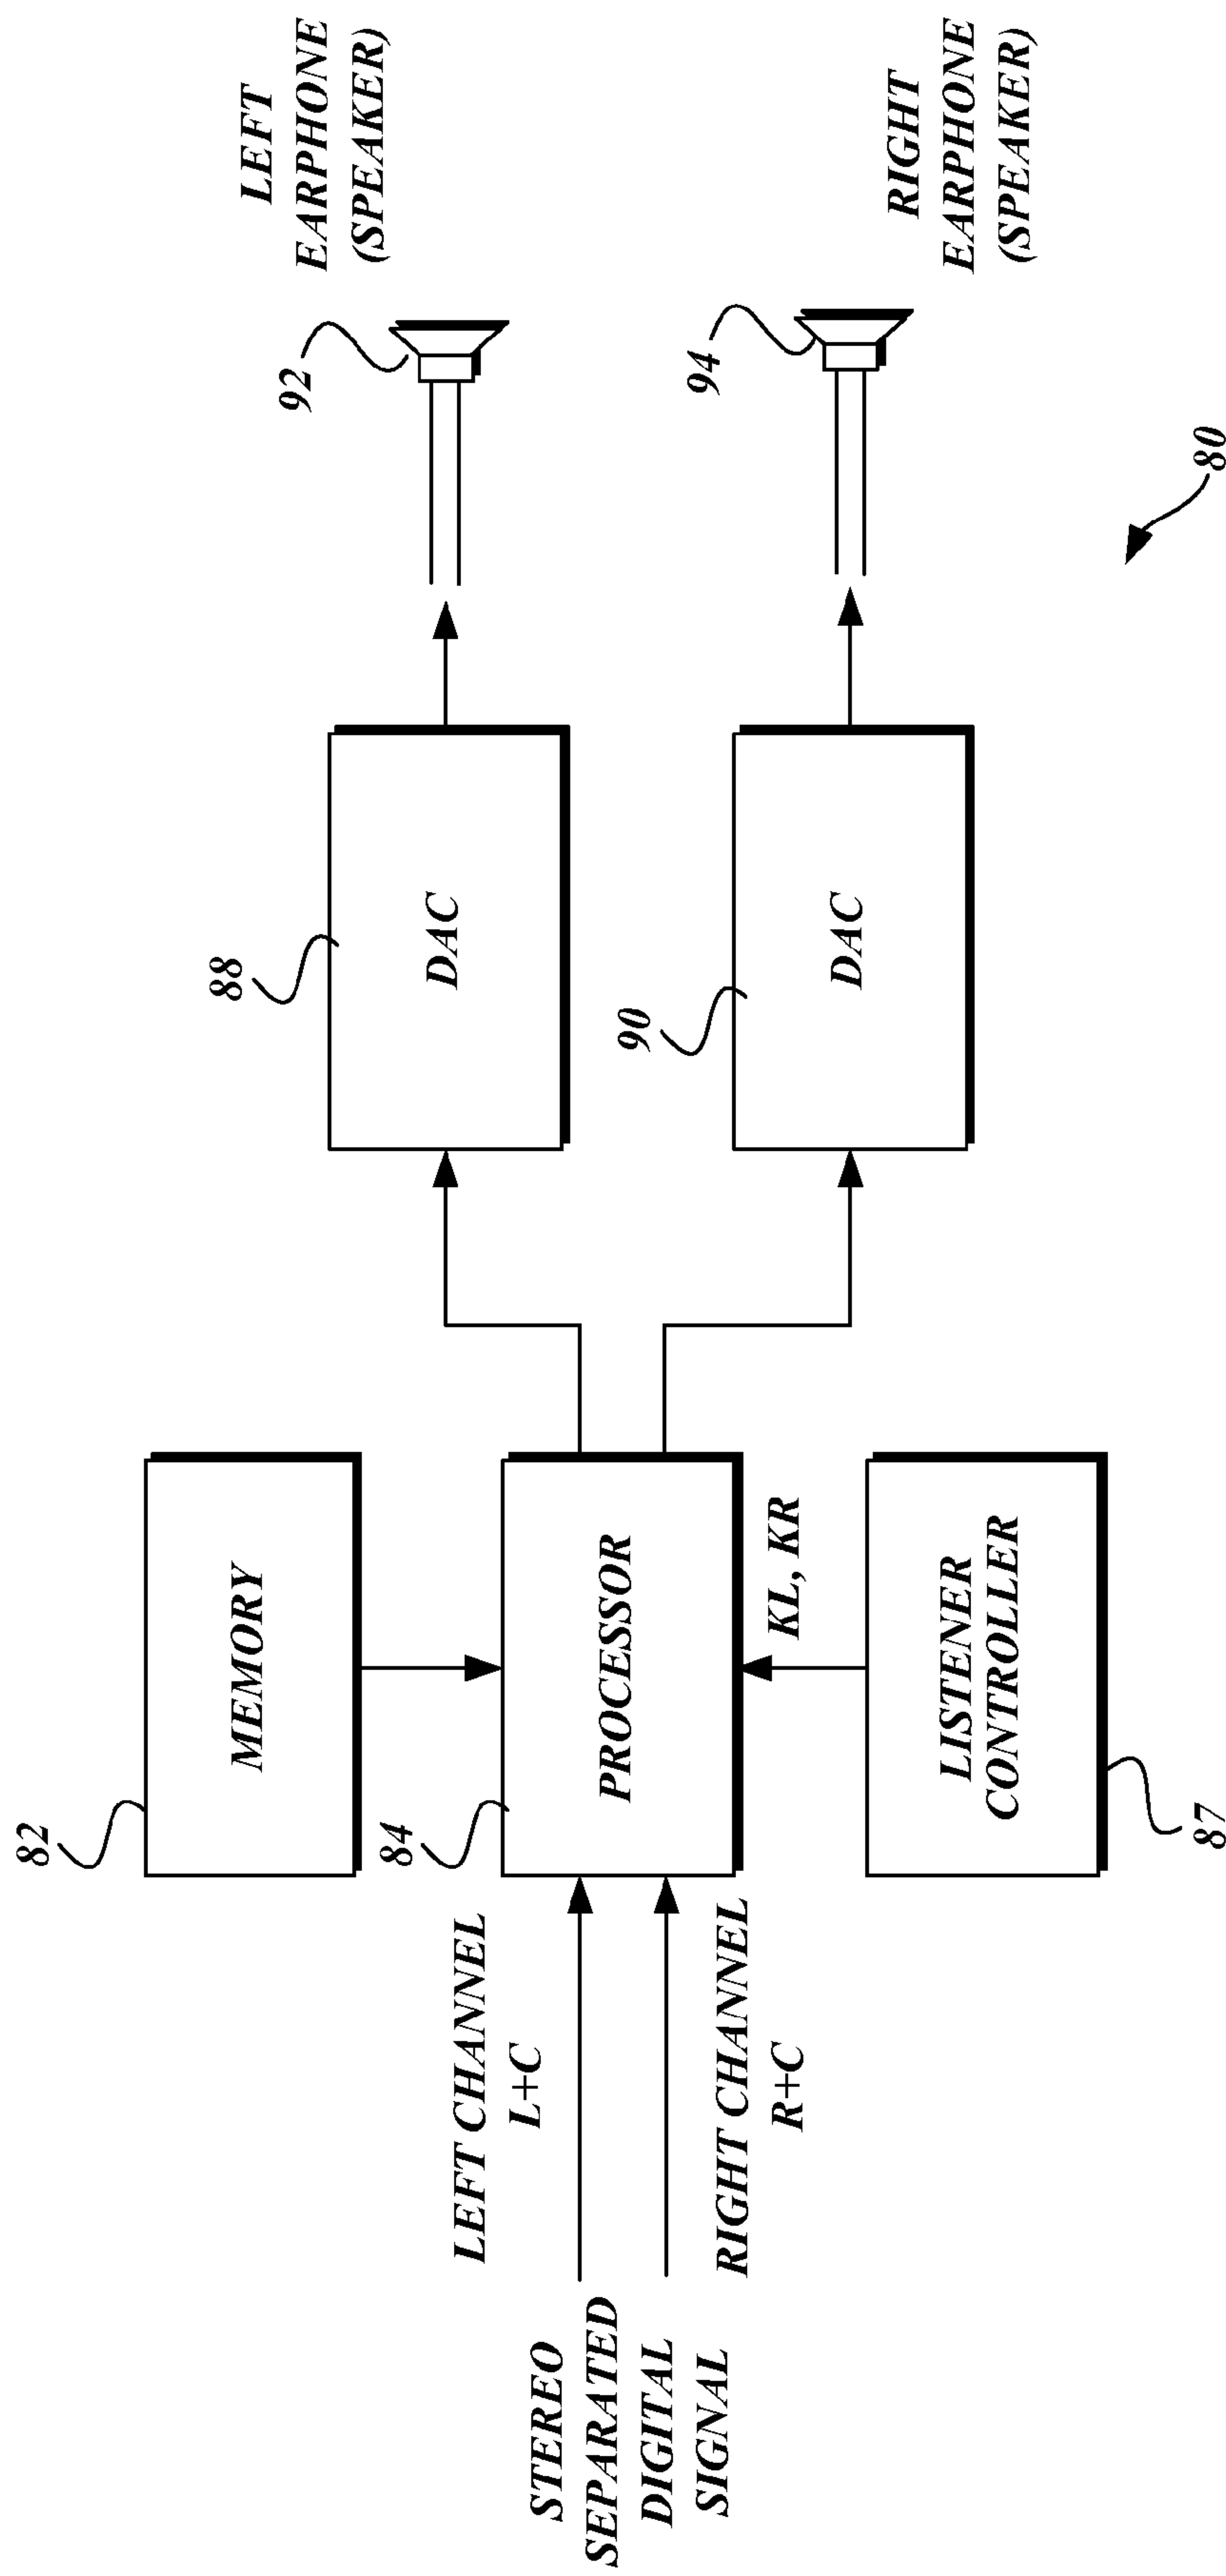 82
MEMORY
84
PROCESSOR
LEFT CHANNEL
L+C
STEREO
SEPARATED
DIGITAL
SIGNAL
RIGHT CHANNEL
R+C
KL, KR
LISTENER
CONTROLLER
87
88
DAC
90
DAC
92
LEFT
EARPHONE
(SPEAKER)
94
RIGHT
EARPHONE
(SPEAKER)
80